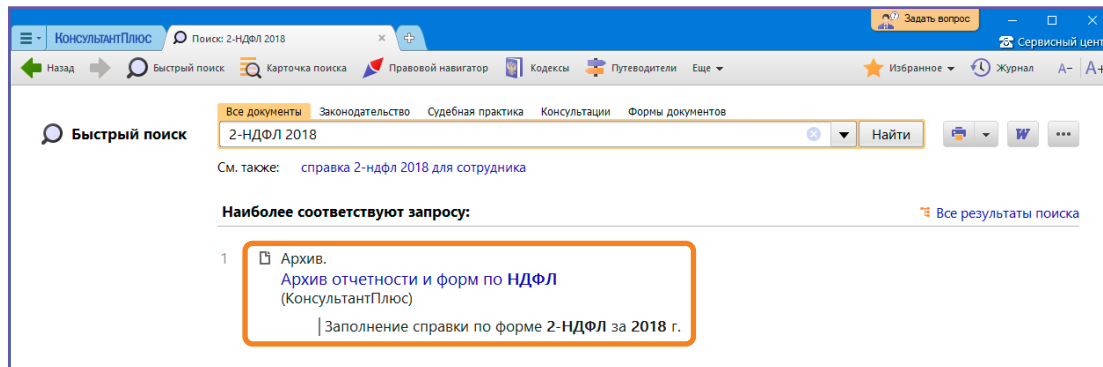 Задать вопрос
КонсультантПлюс Поиск: 2-НДФЛ 2018
Сервисный цент
Назад Быстрый поиск Карточка поиска Правовой навигатор Кодексы Путеводители Еще Избранное Журнал A- A+
Все документы Законодательство Судебная практика Консультации Формы документов
Быстрый поиск 2-НДФЛ 2018 Найти W
См. также: справка 2-ндфл 2018 для сотрудника
Наиболее соответствуют запросу: Все результаты поиска
1 Архив.
Архив отчетности и форм по НДФЛ
(КонсультантПлюс)
Заполнение справки по форме 2-НДФЛ за 2018 г.